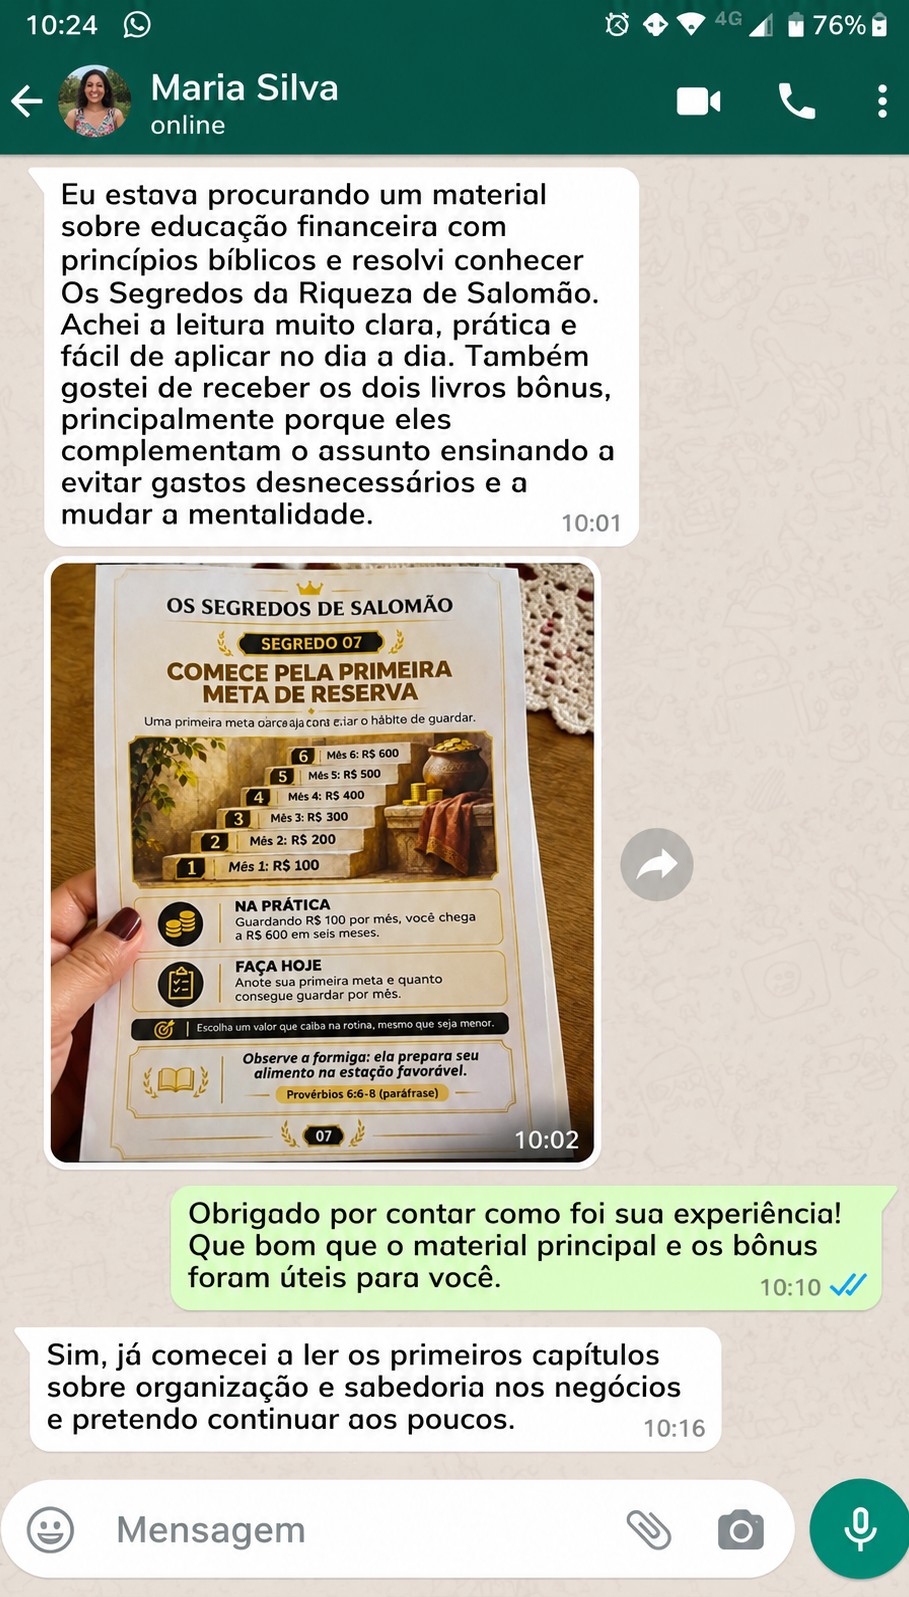 10:24
4G
76%
Maria Silva
online
Eu estava procurando um material
sobre educação financeira com
princípios bíblicos e resolvi conhecer
Os Segredos da Riqueza de Salomão.
Achei a leitura muito clara, prática e
fácil de aplicar no dia a dia. Também
gostei de receber os dois livros bônus,
principalmente porque eles
complementam o assunto ensinando a
evitar gastos desnecessários e a
mudar a mentalidade.
10:01
OS SEGREDOS DE SALOMÃO
SEGREDO 07
COMECE PELA PRIMEIRA
META DE RESERVA
Uma primeira meta o hábito de guardar.
6 Mês 6: R$ 600
5 Mês 5: R$ 500
4 Mês 4: R$ 400
3 Mês 3: R$ 300
2 Mês 2: R$ 200
1 Mês 1: R$ 100
NA PRÁTICA
Guardando R$ 100 por mês, você chega
a R$ 600 em seis meses.
FAÇA HOJE
Anote sua primeira meta e quanto
consegue guardar por mês.
Escolha um valor que caiba na rotina, mesmo que seja menor.
Observe a formiga: ela prepara seu
alimento na estação favorável.
Provérbios 6:6-8 (paráfrase)
07
10:02
Obrigado por contar como foi sua experiência!
Que bom que o material principal e os bônus
foram úteis para você.
10:10
Sim, já comecei a ler os primeiros capítulos
sobre organização e sabedoria nos negócios
e pretendo continuar aos poucos.
10:16
Mensagem